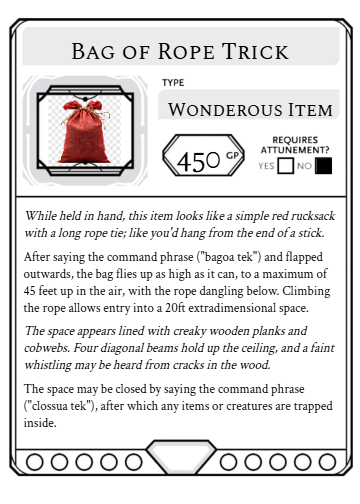 Bag of Rope Trick
TYPE
Wonderous Item
450 GP
REQUIRES
ATTUNEMENT?
YES NO
While held in hand, this item looks like a simple red rucksack
with a long rope tie; like you'd hang from the end of a stick.
After saying the command phrase ("bagoa tek") and flapped
outwards, the bag flies up as high as it can, to a maximum of
45 feet up in the air, with the rope dangling below. Climbing
the rope allows entry into a 20ft extradimensional space.
The space appears lined with creaky wooden planks and
cobwebs. Four diagonal beams hold up the ceiling, and a faint
whistling may be heard from cracks in the wood.
The space may be closed by saying the command phrase
("clossua tek"), after which any items or creatures are trapped
inside.